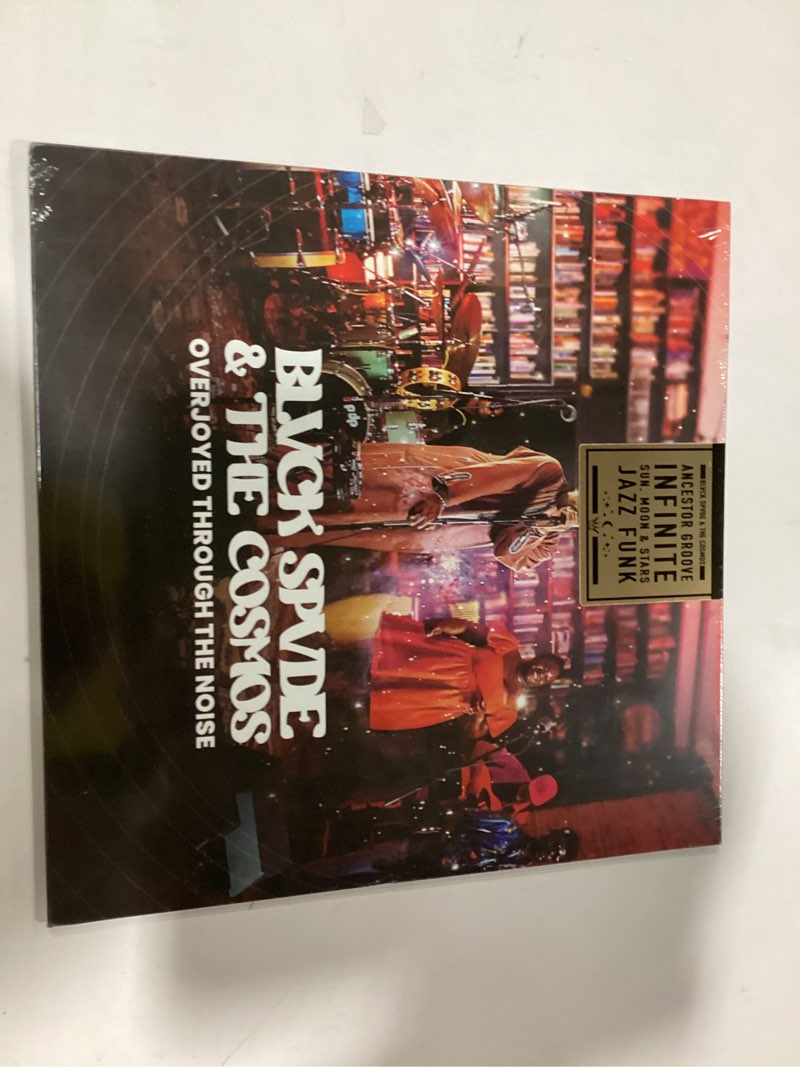 BLVCK SPVDE & THE COSMOS
ANCESTOR GROOVE
INFINITE
SUN, MOON & STARS
JAZZ FUNK
pdp
BLVCK SPVDE
& THE COSMOS
OVERJOYED THROUGH THE NOISE